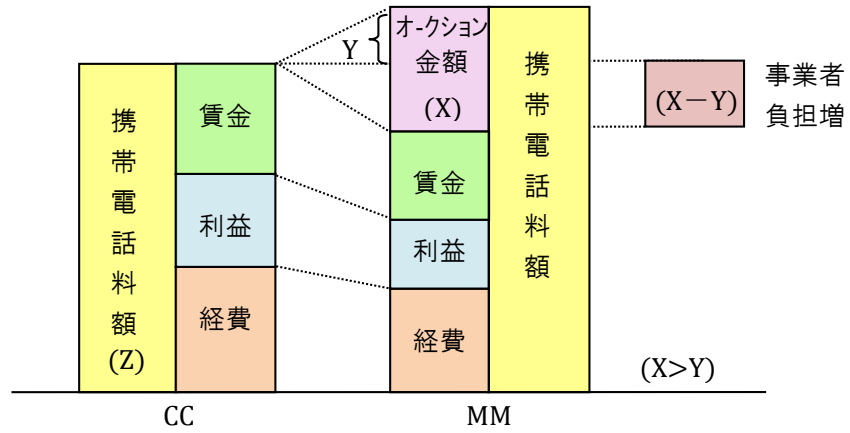 携帯電話料額
(Z)
賃金
利益
経費
Y
オークション
金額
(X)
賃金
利益
経費
携帯電話料額
(X－Y)
事業者
負担増
(X>Y)
CC
MM